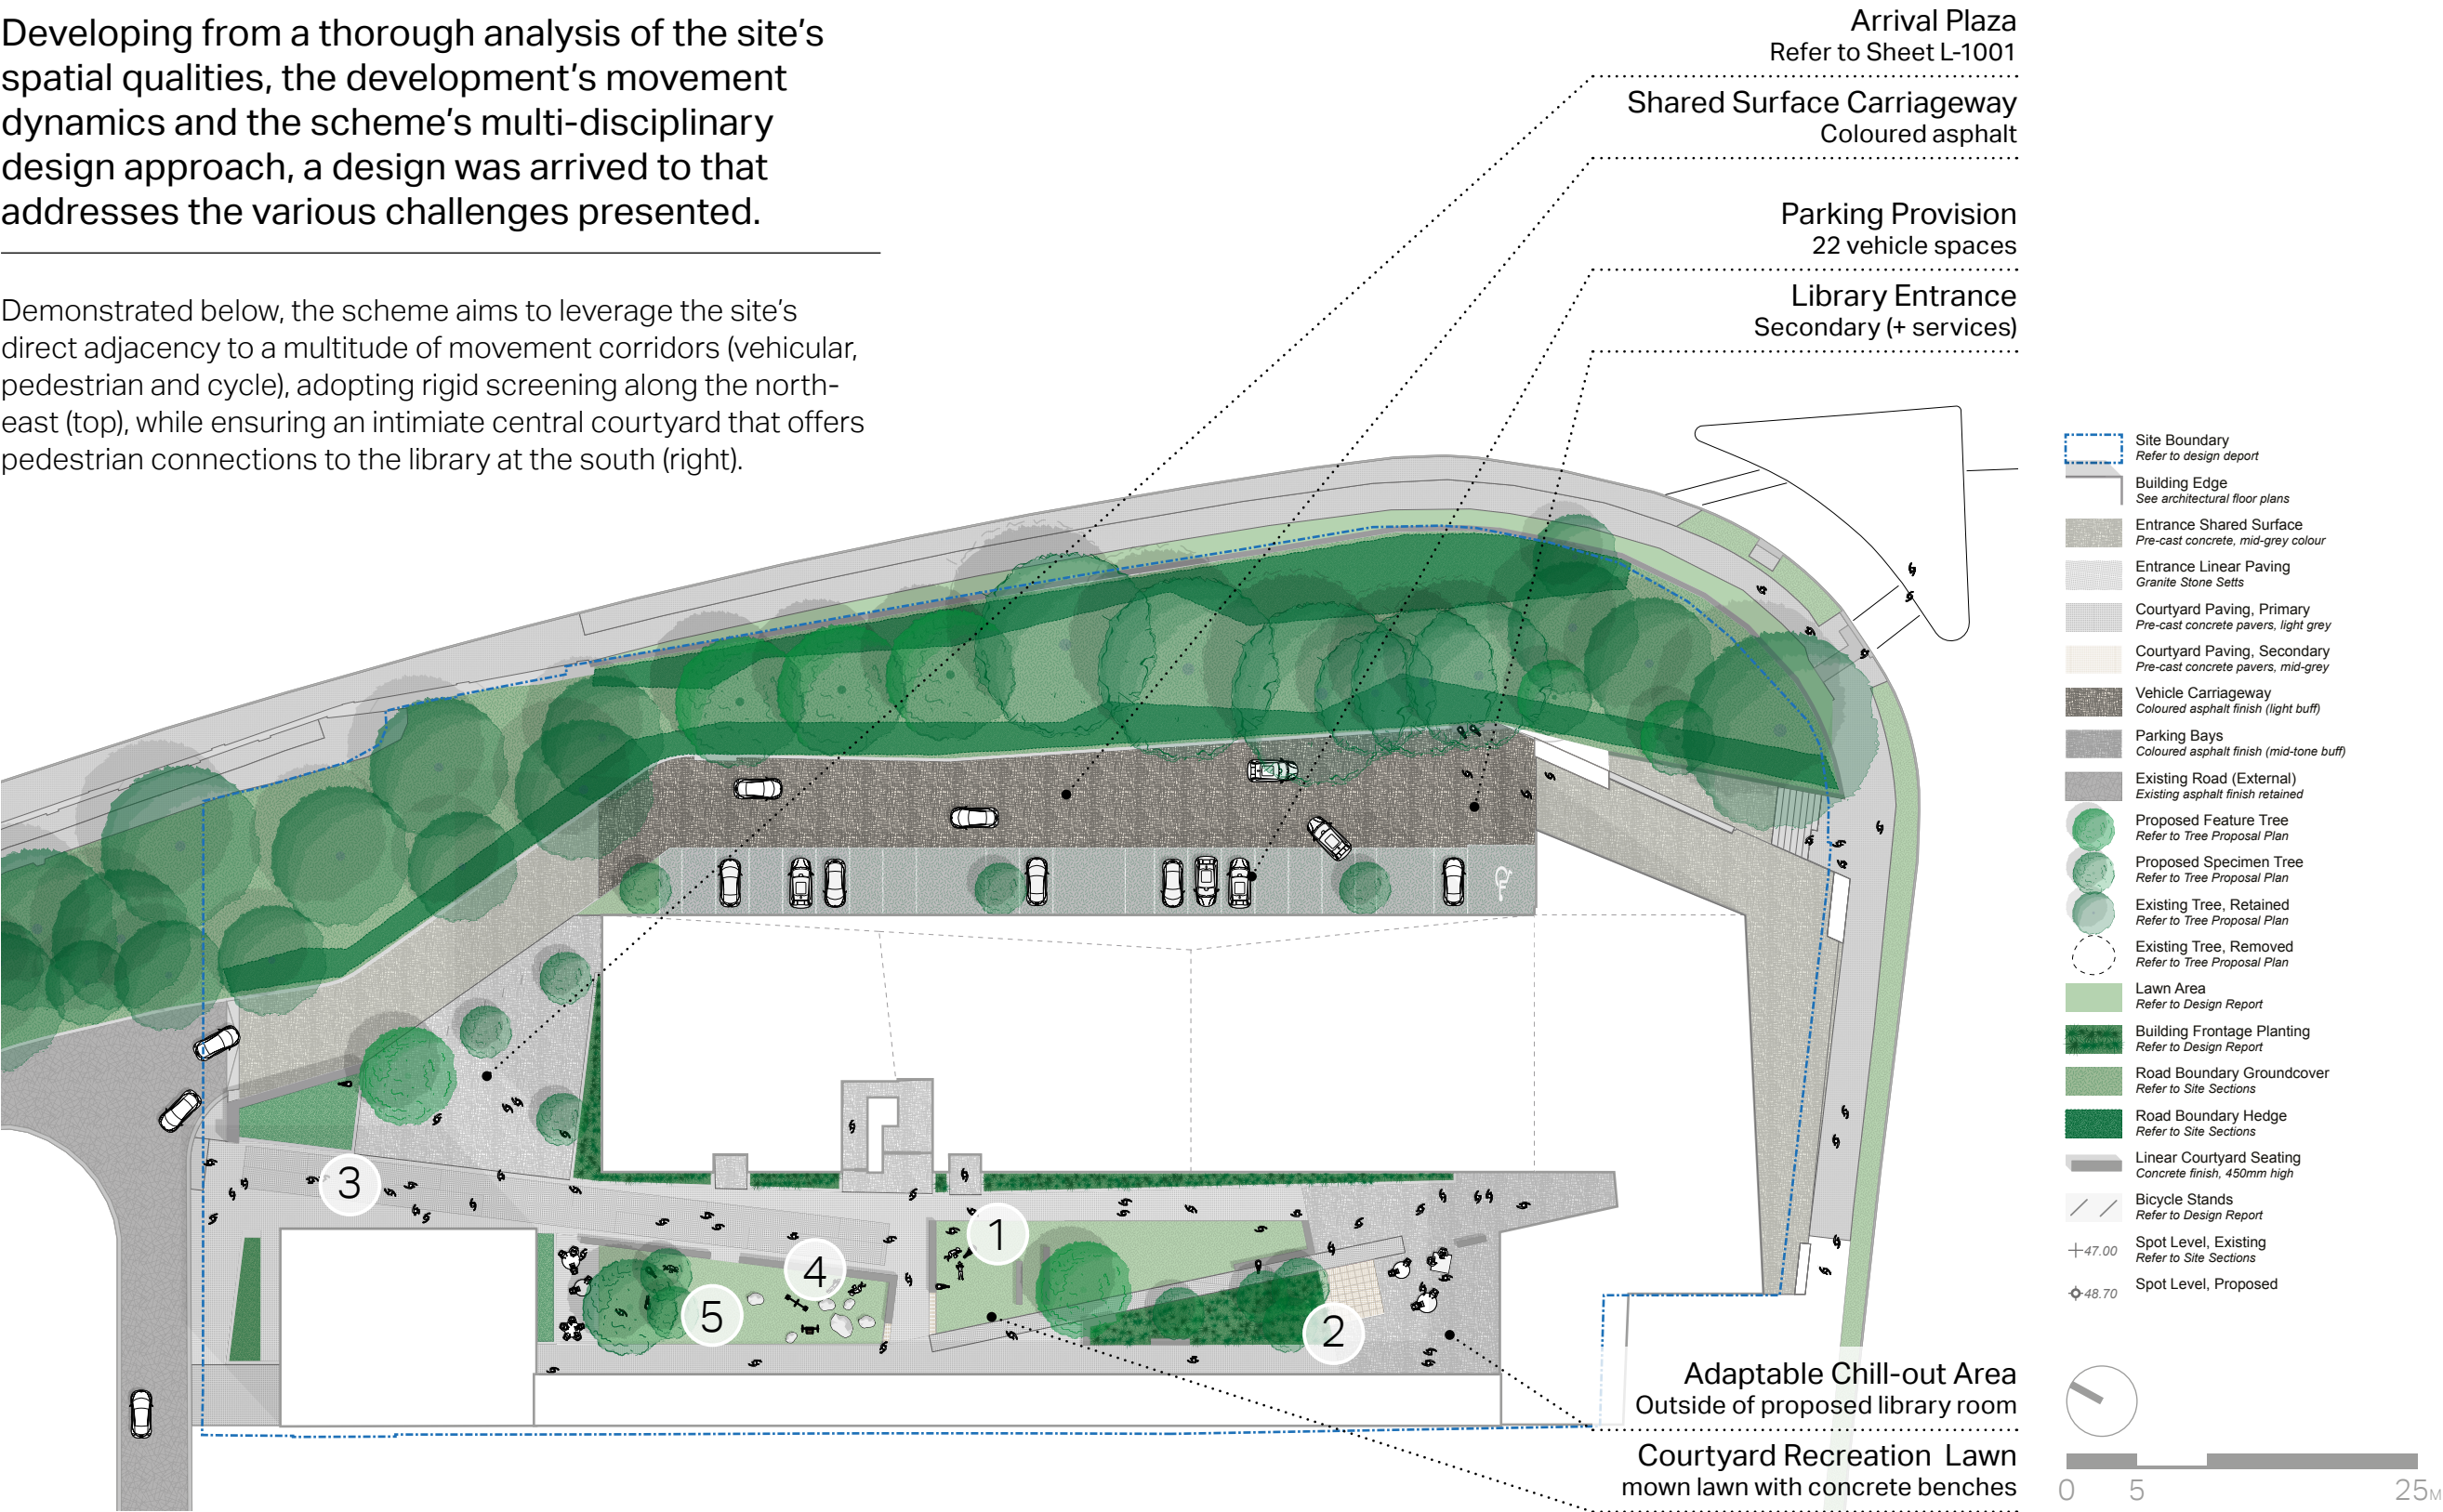 Developing from a thorough analysis of the site's
spatial qualities, the development's movement
dynamics and the scheme's multi-disciplinary
design approach, a design was arrived to that
addresses the various challenges presented.
Demonstrated below, the scheme aims to leverage the site's
direct adjacency to a multitude of movement corridors (vehicular,
pedestrian and cycle), adopting rigid screening along the north-
east (top), while ensuring an intimiate central courtyard that offers
pedestrian connections to the library at the south (right).
Arrival Plaza
Refer to Sheet L-1001
Shared Surface Carriageway
Coloured asphalt
Parking Provision
22 vehicle spaces
Library Entrance
Secondary (+ services)
Site Boundary
Refer to design deport
Building Edge
See architectural floor plans
Entrance Shared Surface
Pre-cast concrete, mid-grey colour
Entrance Linear Paving
Granite Stone Setts
Courtyard Paving, Primary
Pre-cast concrete pavers, light grey
Courtyard Paving, Secondary
Pre-cast concrete pavers, mid-grey
Vehicle Carriageway
Coloured asphalt finish (light buff)
Parking Bays
Coloured asphalt finish (mid-tone buff)
Existing Road (External)
Existing asphalt finish retained
Proposed Feature Tree
Refer to Tree Proposal Plan
Proposed Specimen Tree
Refer to Tree Proposal Plan
Existing Tree, Retained
Refer to Tree Proposal Plan
Existing Tree, Removed
Refer to Tree Proposal Plan
Lawn Area
Refer to Design Report
Building Frontage Planting
Refer to Design Report
Road Boundary Groundcover
Refer to Site Sections
Road Boundary Hedge
Refer to Site Sections
Linear Courtyard Seating
Concrete finish, 450mm high
Bicycle Stands
Refer to Design Report
47.00
Spot Level, Existing
Refer to Site Sections
48.70
Spot Level, Proposed
3
1
4
5
2
Adaptable Chill-out Area
Outside of proposed library room
Courtyard Recreation Lawn
mown lawn with concrete benches
0 5 25M